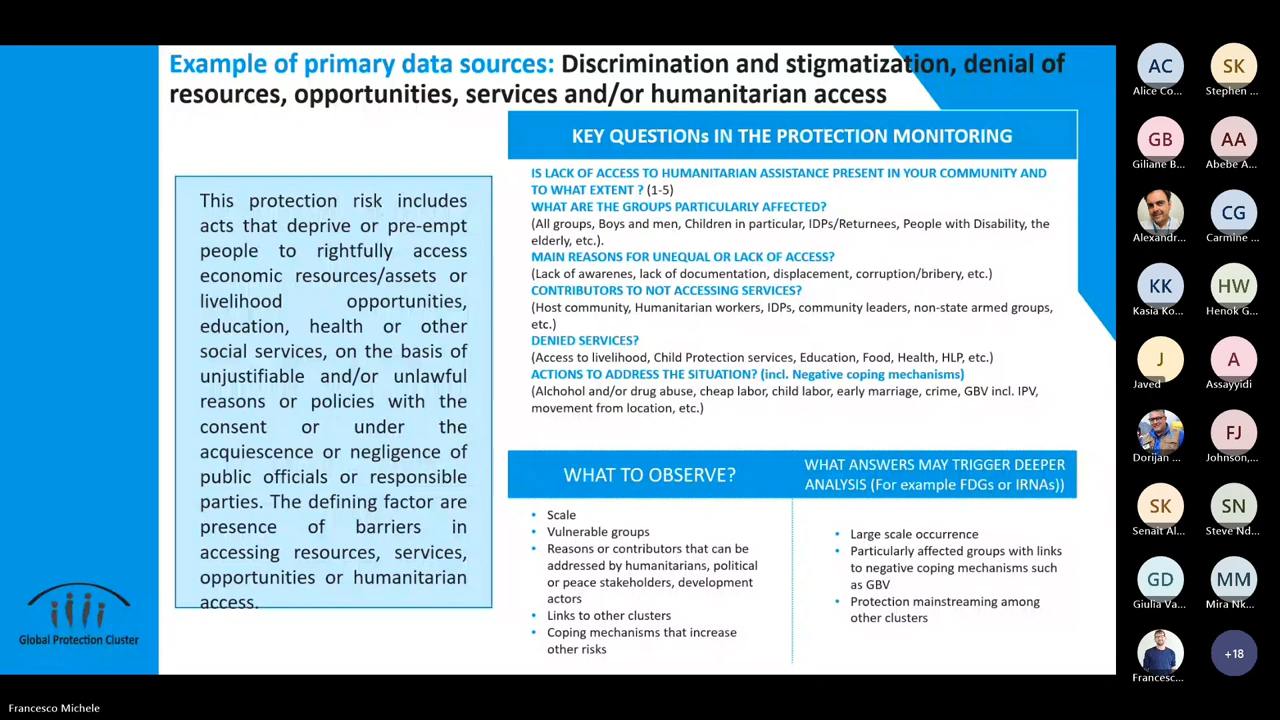 Example of primary data sources: Discrimination and stigmatization, denial of
resources, opportunities, services and/or humanitarian access
This protection risk includes
acts that deprive or pre-empt
people to rightfully access
economic resources/assets or
livelihood opportunities,
education, health or other
social services, on the basis of
unjustifiable and/or unlawful
reasons or policies with the
consent or under the
acquiescence or negligence of
public officials or responsible
parties. The defining factor are
presence of barriers in
accessing resources, services,
opportunities or humanitarian
access.
KEY QUESTIONs IN THE PROTECTION MONITORING
IS LACK OF ACCESS TO HUMANITARIAN ASSISTANCE PRESENT IN YOUR COMMUNITY AND
TO WHAT EXTENT ? (1-5)
WHAT ARE THE GROUPS PARTICULARLY AFFECTED?
(All groups, Boys and men, Children in particular, IDPs/Returnees, People with Disability, the
elderly, etc.).
MAIN REASONS FOR UNEQUAL OR LACK OF ACCESS?
(Lack of awarenes, lack of documentation, displacement, corruption/bribery, etc.)
CONTRIBUTORS TO NOT ACCESSING SERVICES?
(Host community, Humanitarian workers, IDPs, community leaders, non-state armed groups,
etc.)
DENIED SERVICES?
(Access to livelihood, Child Protection services, Education, Food, Health, HLP, etc.)
ACTIONS TO ADDRESS THE SITUATION? (incl. Negative coping mechanisms)
(Alchohol and/or drug abuse, cheap labor, child labor, early marriage, crime, GBV incl. IPV,
movement from location, etc.)
WHAT TO OBSERVE?
• Scale
• Vulnerable groups
• Reasons or contributors that can be
addressed by humanitarians, political
or peace stakeholders, development
actors
• Links to other clusters
• Coping mechanisms that increase
other risks
WHAT ANSWERS MAY TRIGGER DEEPER
ANALYSIS (For example FDGs or IRNAs))
• Large scale occurrence
• Particularly affected groups with links
to negative coping mechanisms such
as GBV
• Protection mainstreaming among
other clusters
Global Protection Cluster
AC
Alice Co...
SK
Stephen ...
GB
Giliane B...
AA
Abebe A...
Alexandr...
CG
Carmine ...
KK
Kasia Ko...
HW
Henok G...
J
Javed
A
Assayyidi
Dorijan ...
FJ
Johnson,...
SK
Senait Al...
SN
Steve Nd...
GD
Giulia Va...
MM
Mira Nk...
Francesc...
+18
Francesco Michele